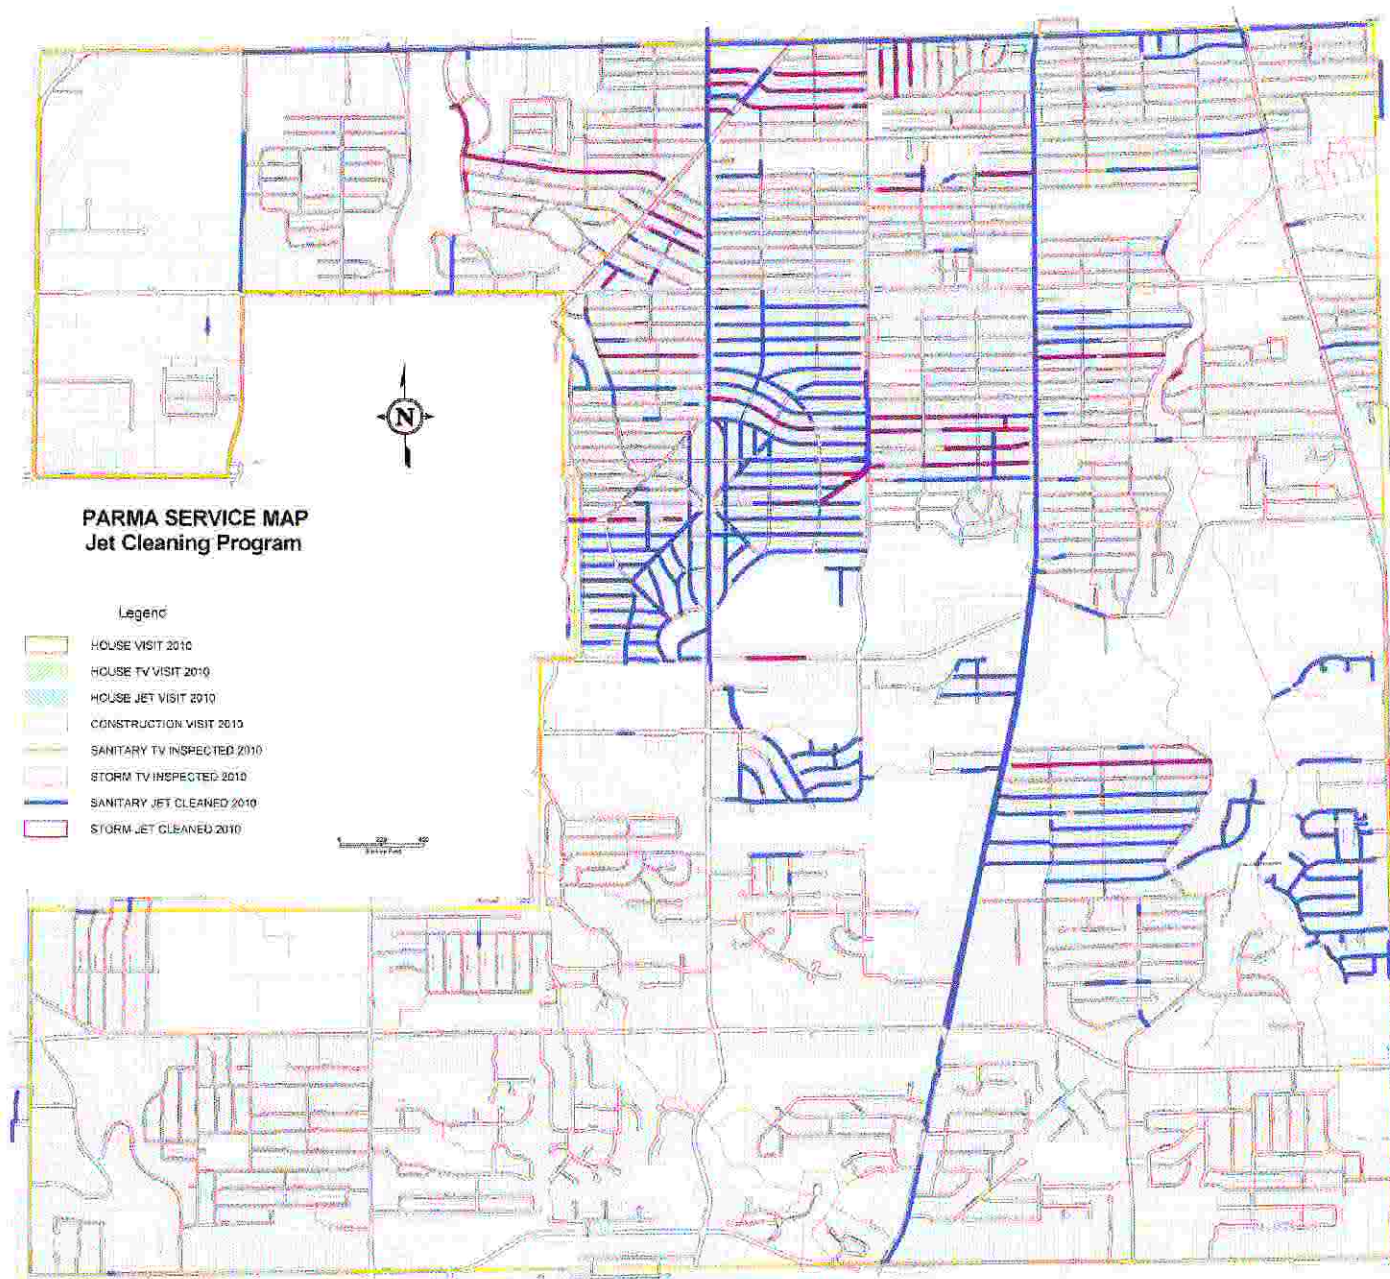 N
PARMA SERVICE MAP
Jet Cleaning Program
Legend
HOUSE VISIT 2010
HOUSE TV VISIT 2010
HOUSE JET VISIT 2010
CONSTRUCTION VISIT 2010
SANITARY TV INSPECTED 2010
STORM TV INSPECTED 2010
SANITARY JET CLEANED 2010
STORM JET CLEANED 2010